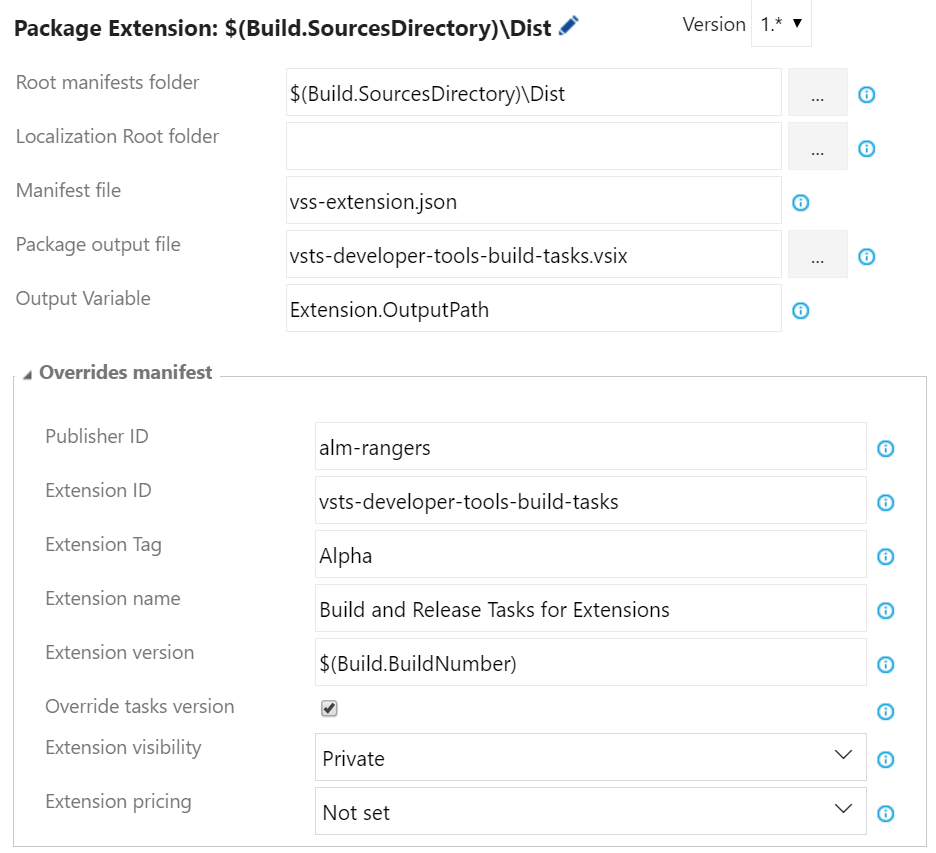 Package Extension: $(Build.SourcesDirectory)\Dist Version 1.*
Root manifests folder $(Build.SourcesDirectory)\Dist ...
Localization Root folder ...
Manifest file vss-extension.json
Package output file vsts-developer-tools-build-tasks.vsix ...
Output Variable Extension.OutputPath
Overrides manifest
Publisher ID alm-rangers
Extension ID vsts-developer-tools-build-tasks
Extension Tag Alpha
Extension name Build and Release Tasks for Extensions
Extension version $(Build.BuildNumber)
Override tasks version
Extension visibility Private
Extension pricing Not set